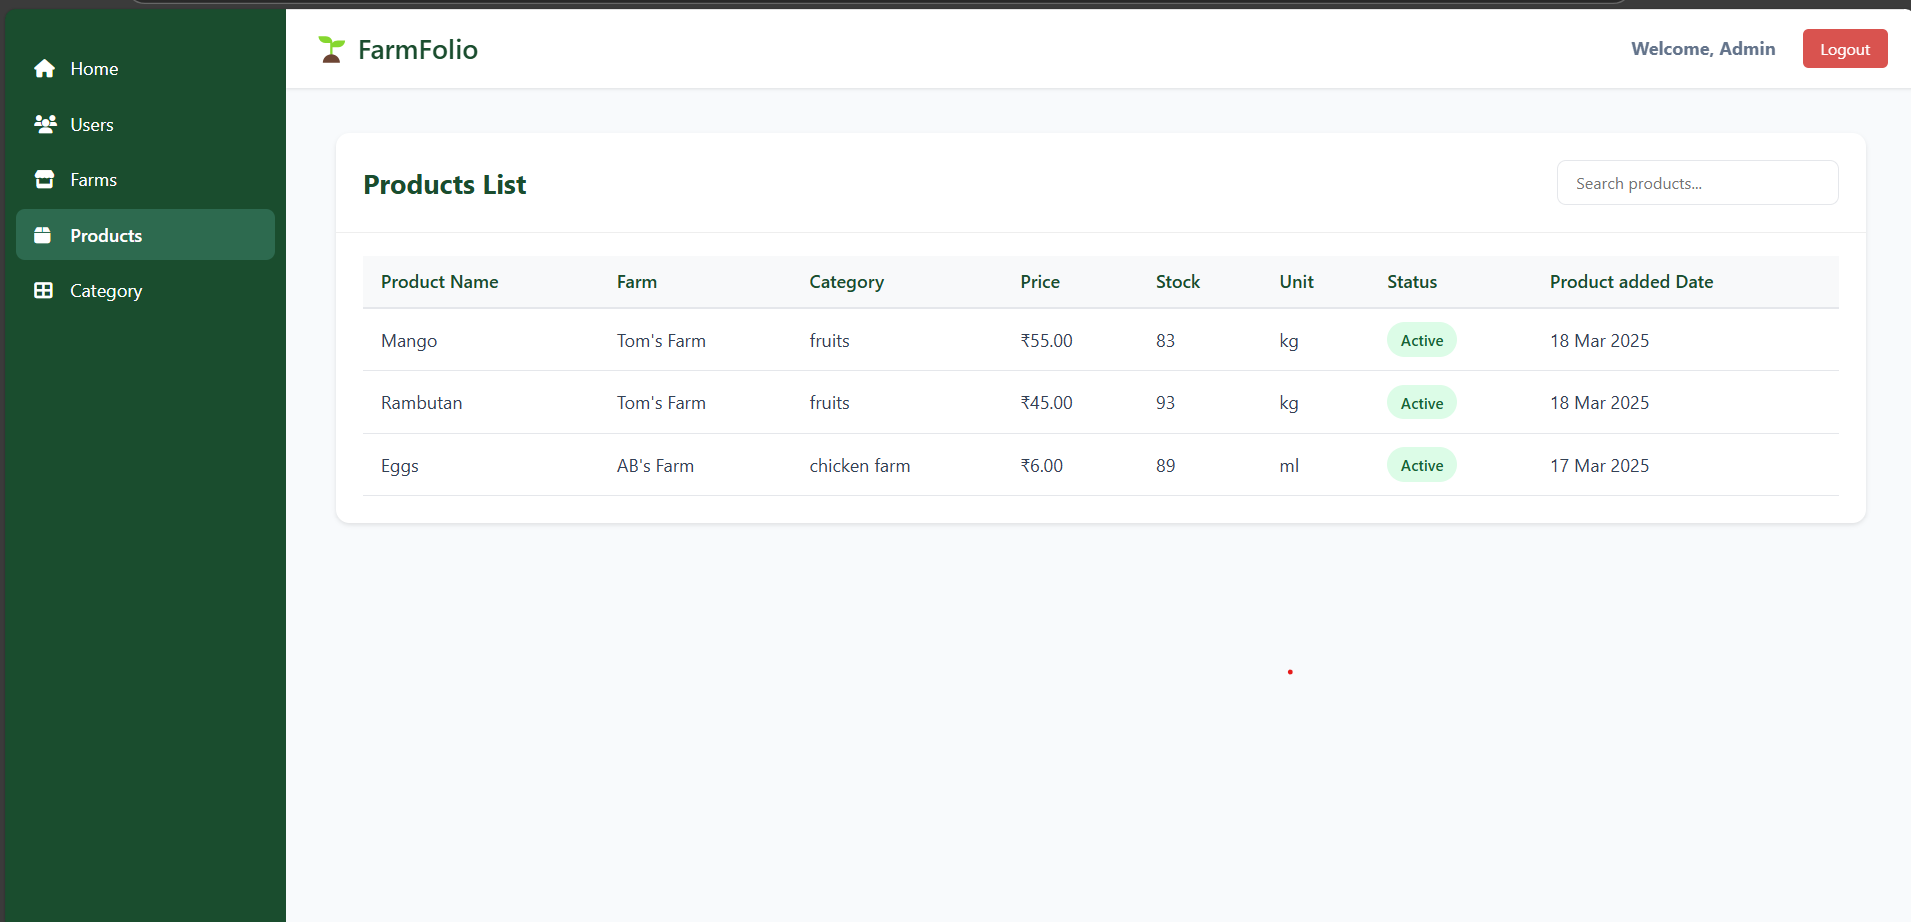 Home
Users
Farms
Products
Category
FarmFolio
Welcome, Admin
Logout
Products List
Search products...
Product Name Farm Category Price Stock Unit Status Product added Date
Mango Tom's Farm fruits ₹55.00 83 kg Active 18 Mar 2025
Rambutan Tom's Farm fruits ₹45.00 93 kg Active 18 Mar 2025
Eggs AB's Farm chicken farm ₹6.00 89 ml Active 17 Mar 2025